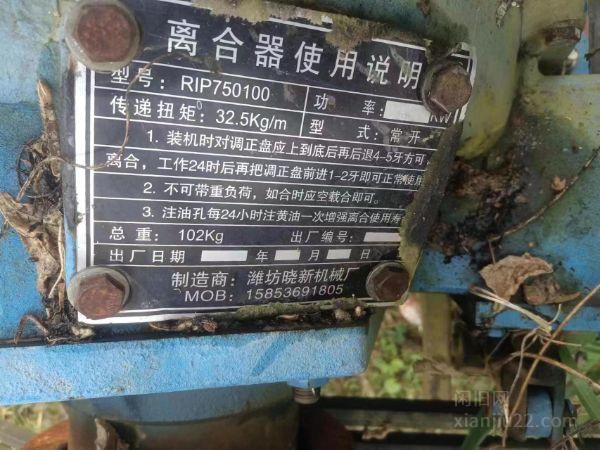 离合器使用说明
型号: RIP750100
功 率: KW
传递扭矩: 32.5Kg/m
型 式: 常开
1. 装机时对调正盘应上到底后再后退4-5牙方可
离合，工作24时后再把调正盘前进1-2牙即可正常使用
2. 不可带重负荷，如合时应空载合即可。
3. 注油孔每24小时注黄油一次增强离合使用寿
总重: 102Kg
出厂编号:
出厂日期 年 月 日
制造商: 潍坊晓新机械厂
MOB: 15853691805
闲旧网
xianjiu22.com